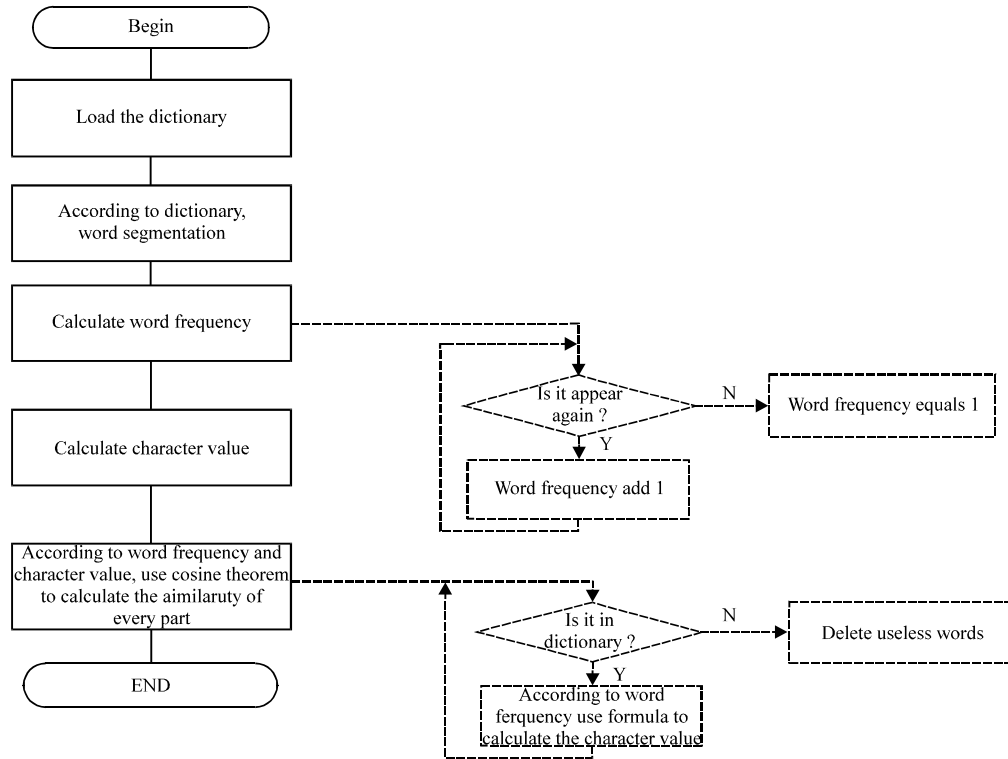 Begin
Load the dictionary
According to dictionary,
word segmentation
Calculate word frequency
Is it appear
again ?
N
Word frequency equals 1
Y
Word frequency add 1
Calculate character value
According to word frequency and
character value, use cosine theorem
to calculate the aimilaruty of
every part
Is it in
dictionary ?
N
Delete useless words
Y
According to word
ferquency use formula to
calculate the character value
END